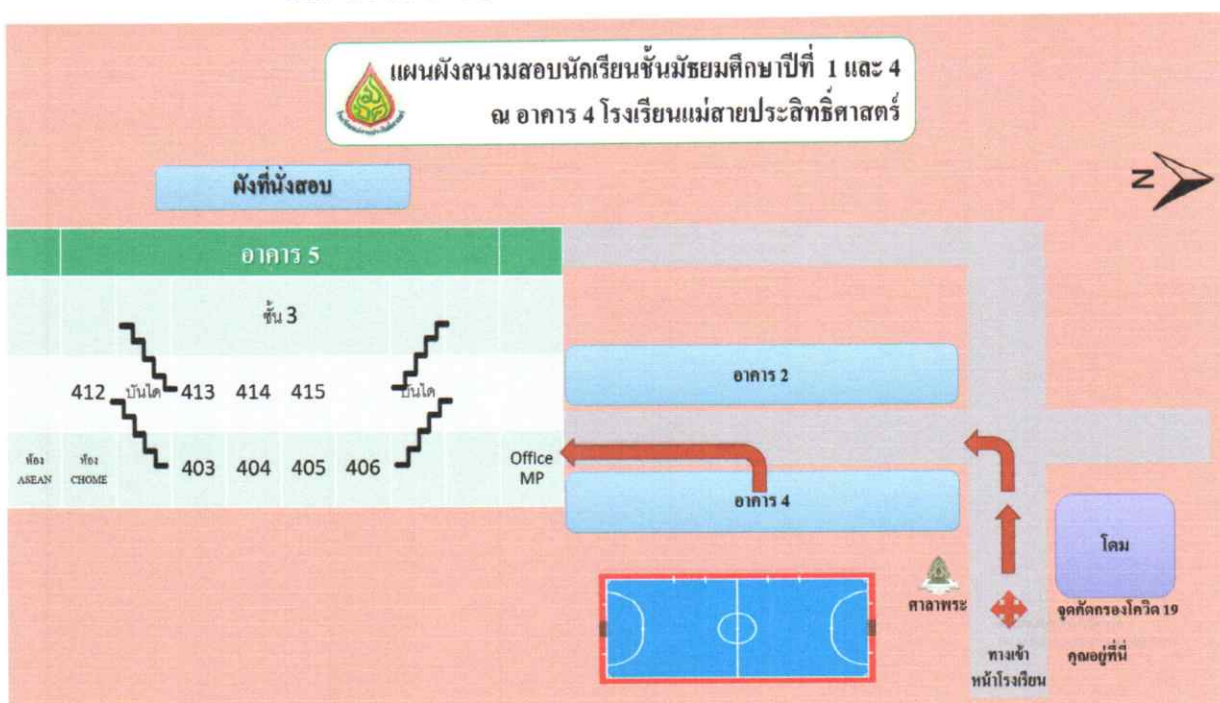 แผนผังสนามสอบนักเรียนชั้นมัธยมศึกษาปีที่ 1 และ 4
ณ อาคาร 4 โรงเรียนแม่สายประสิทธิ์ศาสตร์
ผังที่นั่งสอบ
N
อาคาร 5
ชั้น 3
412 บันได 413 414 415 บันได
อาคาร 2
ห้อง ASEAN
ห้อง CHOME
403 404 405 406
Office MP
อาคาร 4
โดม
ศาลาพระ
จุดคัดกรองโควิด 19
ทางเข้า
หน้าโรงเรียน
คุณอยู่ที่นี่